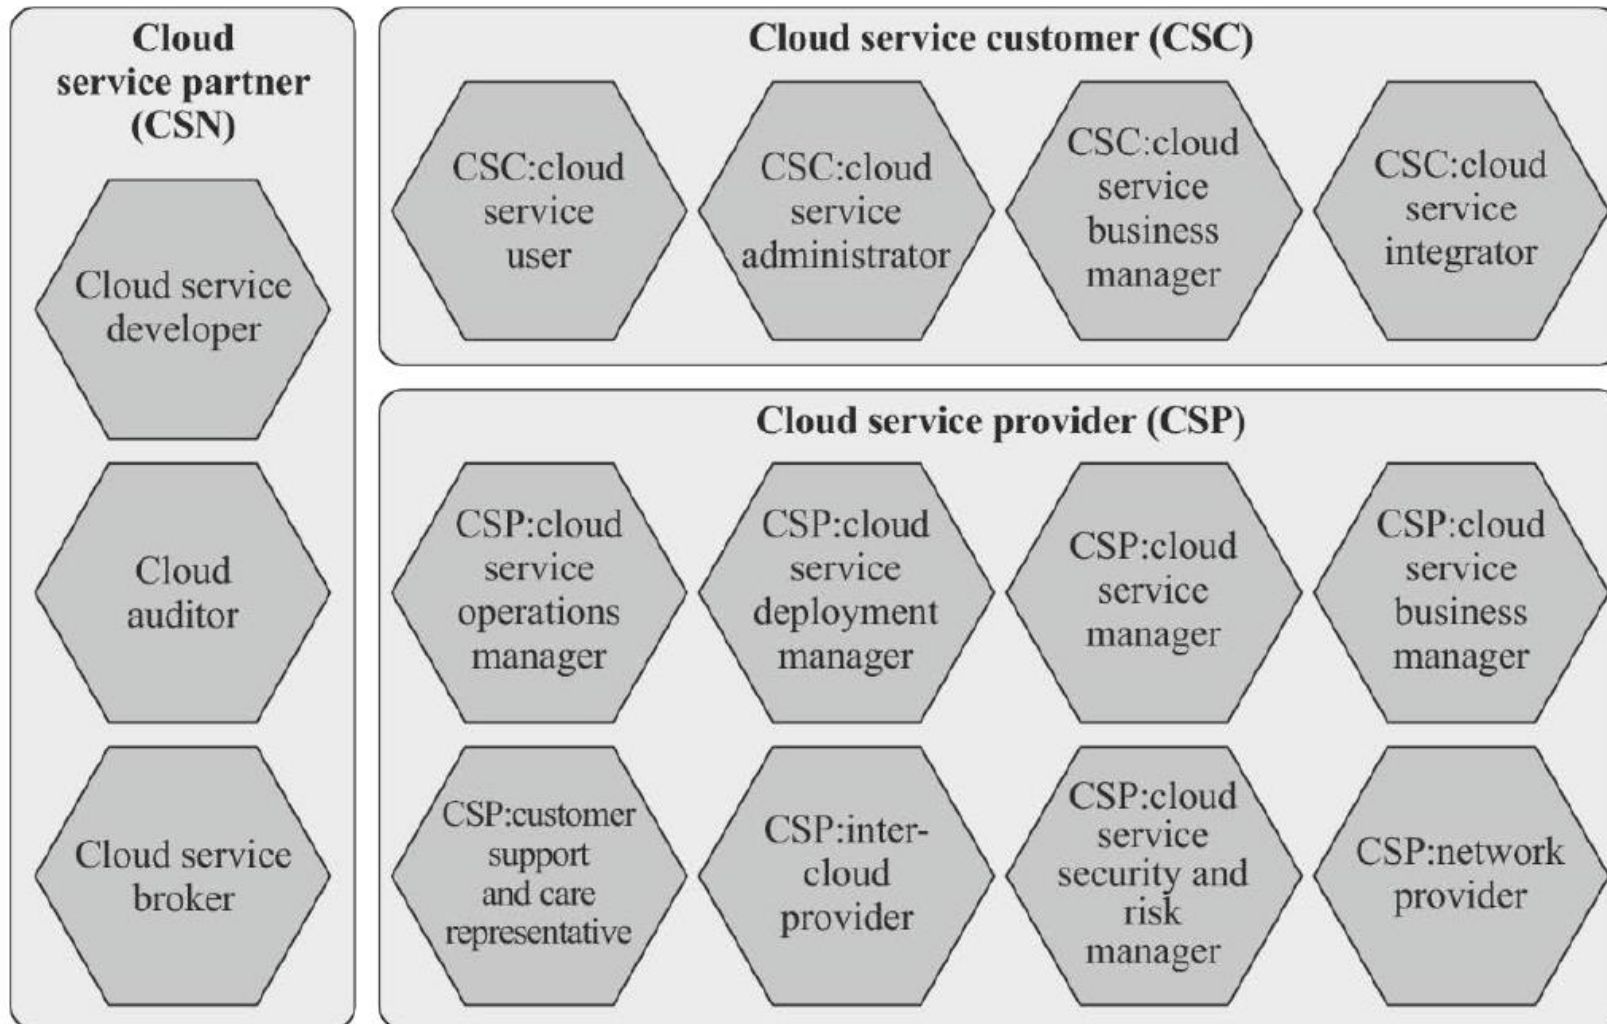 Cloud
service partner
(CSN)
Cloud service
developer
Cloud
auditor
Cloud service
broker
Cloud service customer (CSC)
CSC:cloud
service
user
CSC:cloud
service
administrator
CSC:cloud
service
business
manager
CSC:cloud
service
integrator
Cloud service provider (CSP)
CSP:cloud
service
operations
manager
CSP:cloud
service
deployment
manager
CSP:cloud
service
manager
CSP:cloud
service
business
manager
CSP:customer
support
and care
representative
CSP:inter-
cloud
provider
CSP:cloud
service
security and
risk
manager
CSP:network
provider